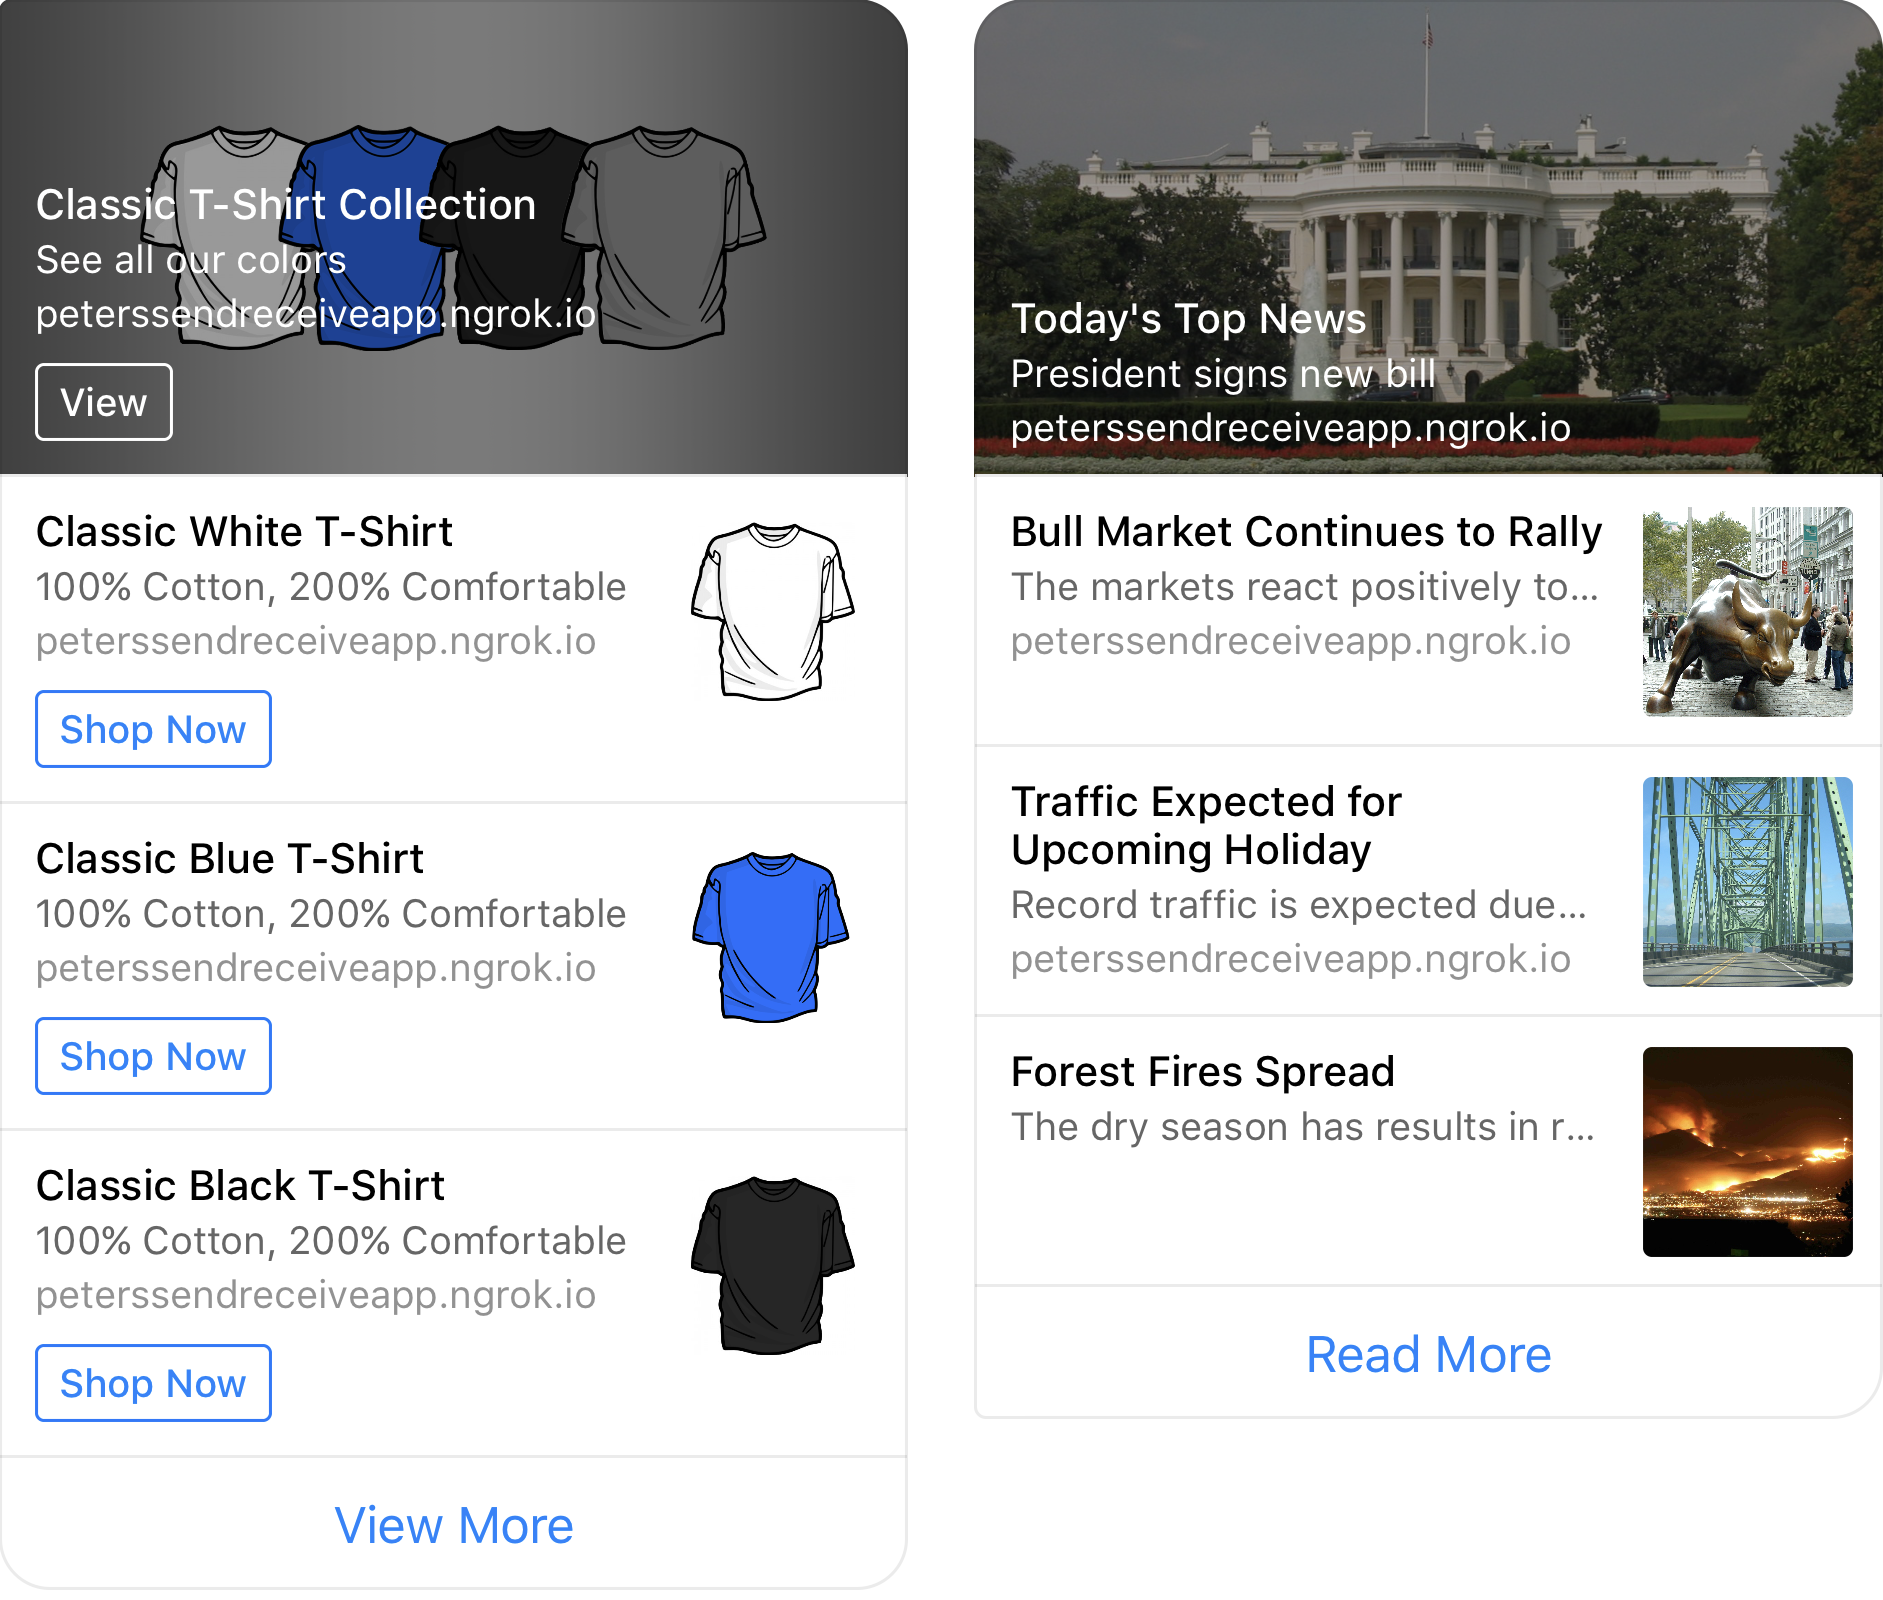 Classic T-Shirt Collection
See all our colors
peterssendreceiveapp.ngrok.io
View
Classic White T-Shirt
100% Cotton, 200% Comfortable
peterssendreceiveapp.ngrok.io
Shop Now
Classic Blue T-Shirt
100% Cotton, 200% Comfortable
peterssendreceiveapp.ngrok.io
Shop Now
Classic Black T-Shirt
100% Cotton, 200% Comfortable
peterssendreceiveapp.ngrok.io
Shop Now
View More
Today's Top News
President signs new bill
peterssendreceiveapp.ngrok.io
Bull Market Continues to Rally
The markets react positively to...
peterssendreceiveapp.ngrok.io
Traffic Expected for
Upcoming Holiday
Record traffic is expected due...
peterssendreceiveapp.ngrok.io
Forest Fires Spread
The dry season has results in r...
Read More